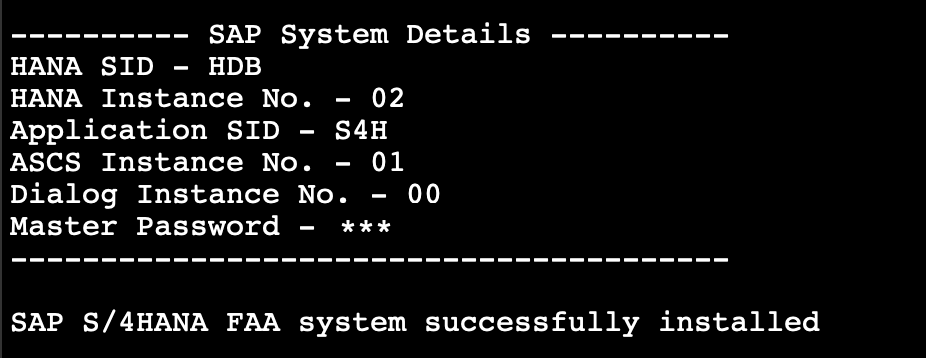 ---------- SAP System Details ----------
HANA SID - HDB
HANA Instance No. - 02
Application SID - S4H
ASCS Instance No. - 01
Dialog Instance No. - 00
Master Password - ***
----------------------------------------
SAP S/4HANA FAA system successfully installed